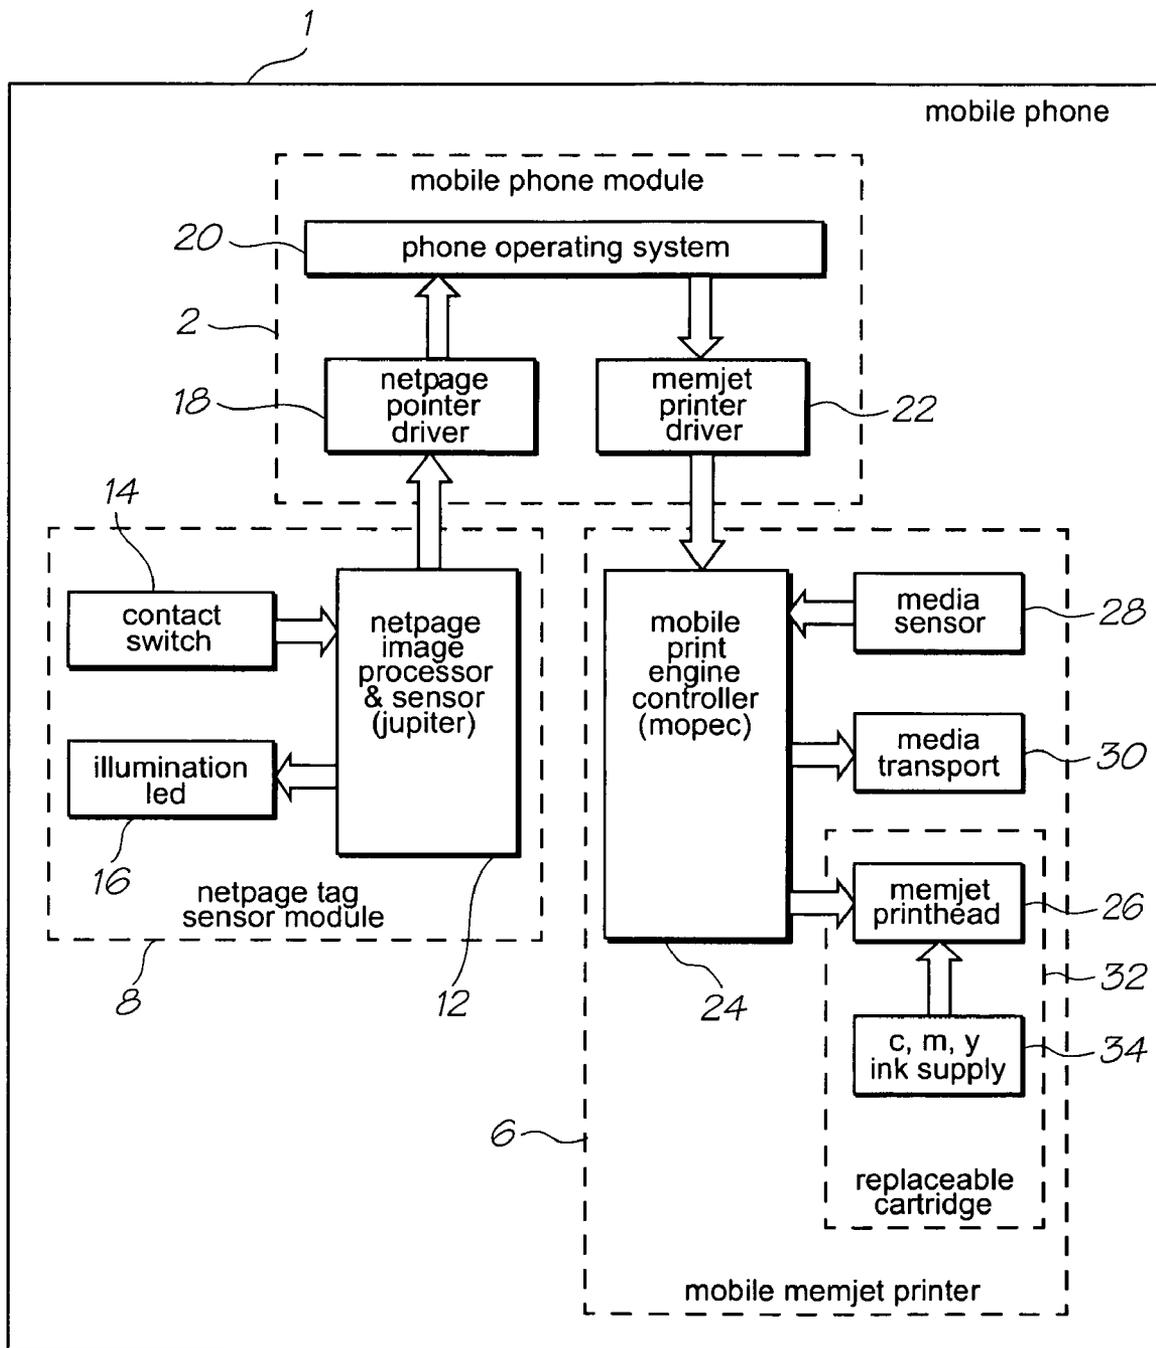 1
mobile phone
mobile phone module
20
phone operating system
2
18
netpage
pointer
driver
memjet
printer
driver
22
14
contact
switch
netpage
image
processor
& sensor
(jupiter)
illumination
led
16
netpage tag
sensor module
8
12
mobile
print
engine
controller
(mopec)
media
sensor
28
media
transport
30
memjet
printhead
26
32
24
c, m, y
ink supply
34
6
replaceable
cartridge
mobile memjet printer